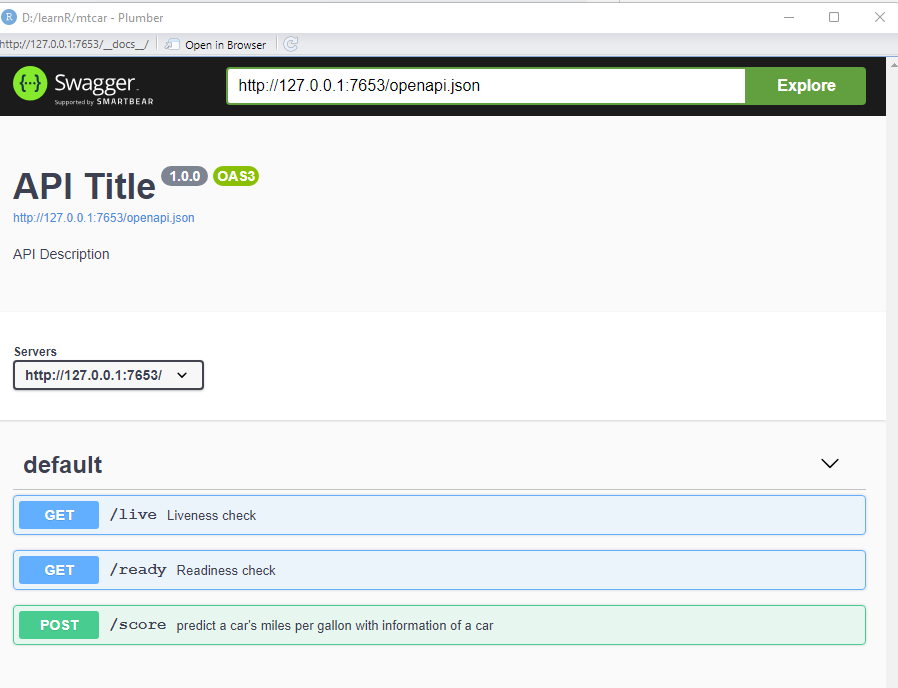 R D:/learnR/mtcar - Plumber
http://127.0.0.1:7653/__docs__/ Open in Browser
{··} Swagger.
Supported by SMARTBEAR
http://127.0.0.1:7653/openapi.json Explore
API Title 1.0.0 OAS3
http://127.0.0.1:7653/openapi.json
API Description
Servers
http://127.0.0.1:7653/
default
GET /live Liveness check
GET /ready Readiness check
POST /score predict a car's miles per gallon with information of a car